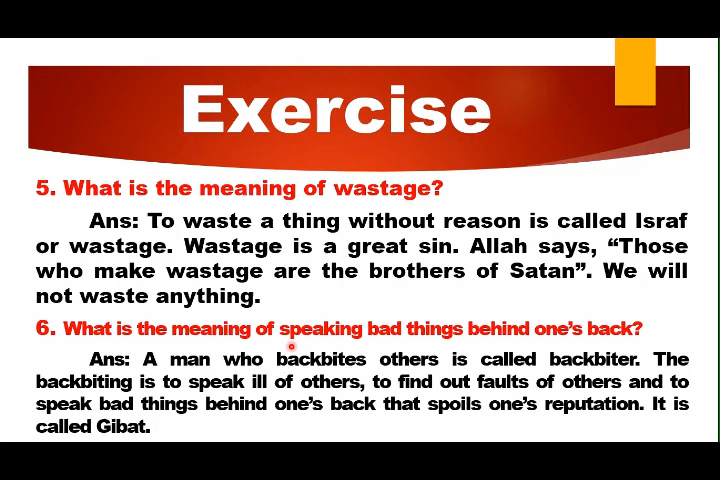 Exercise
5. What is the meaning of wastage?
Ans: To waste a thing without reason is called Israf
or wastage. Wastage is a great sin. Allah says, “Those
who make wastage are the brothers of Satan”. We will
not waste anything.
6. What is the meaning of speaking bad things behind one’s back?
Ans: A man who backbites others is called backbiter. The
backbiting is to speak ill of others, to find out faults of others and to
speak bad things behind one’s back that spoils one’s reputation. It is
called Gibat.